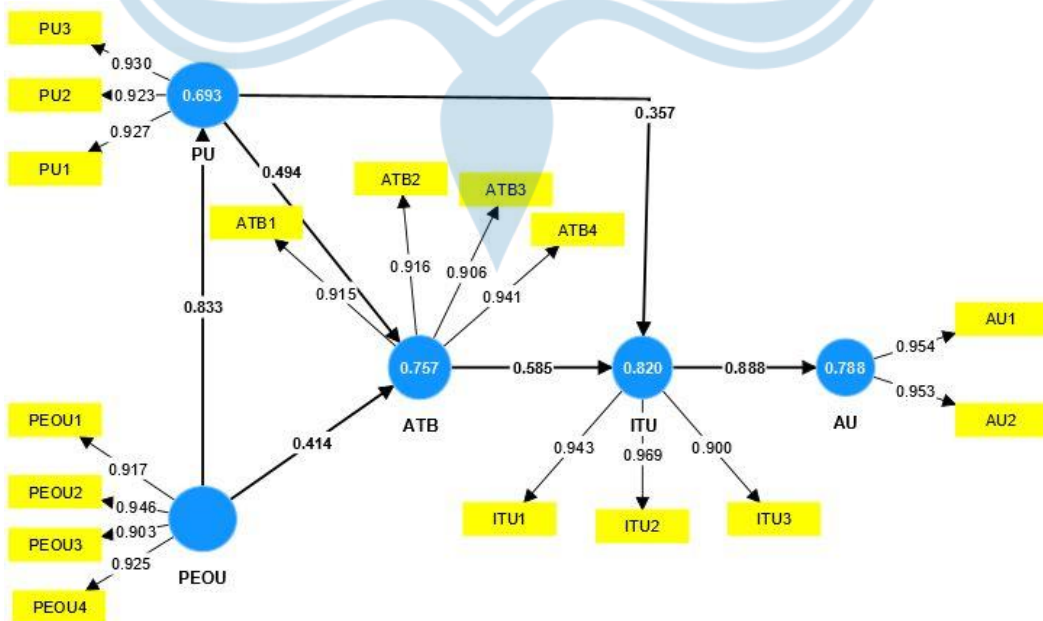 PU3
0.930
PU2
0.923
0.927
PU1
0.693
PU
0.357
0.494
ATB1
ATB2
ATB3
ATB4
0.915
0.916
0.906
0.941
0.833
0.757
ATB
0.585
0.820
ITU
0.888
0.788
AU
0.954
AU1
0.953
AU2
0.414
0.943
0.969
0.900
ITU1
ITU2
ITU3
PEOU1
0.917
PEOU2
0.946
PEOU3
0.903
0.925
PEOU4
PEOU